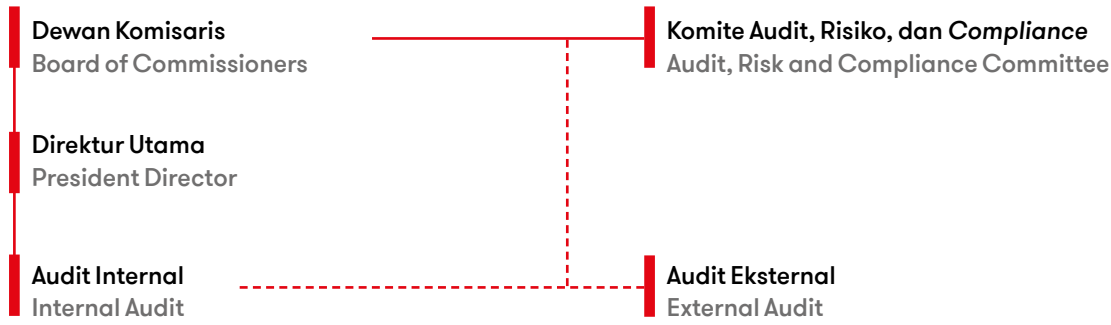 Dewan Komisaris
Board of Commissioners
Komite Audit, Risiko, dan Compliance
Audit, Risk and Compliance Committee
Direktur Utama
President Director
Audit Internal
Internal Audit
Audit Eksternal
External Audit